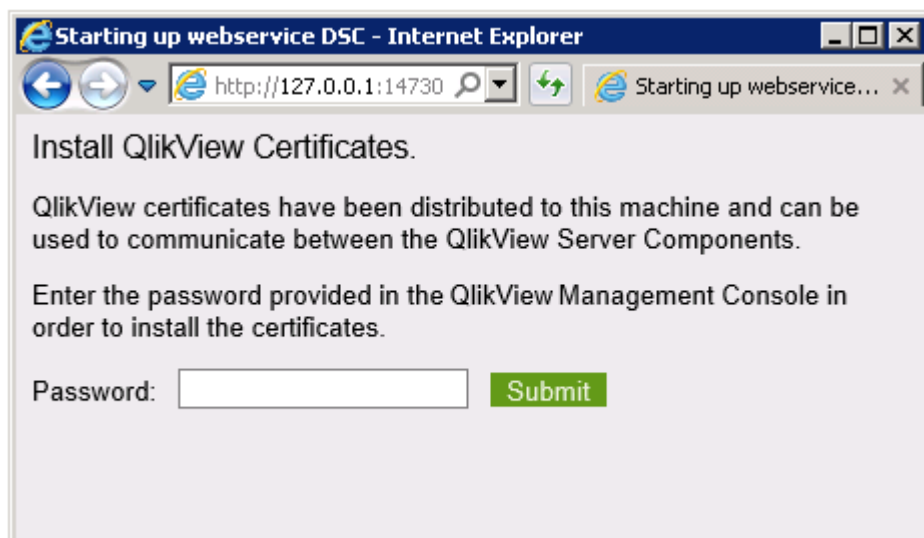 Starting up webservice DSC - Internet Explorer
http://127.0.0.1:14730
Starting up webservice...
Install QlikView Certificates.
QlikView certificates have been distributed to this machine and can be
used to communicate between the QlikView Server Components.
Enter the password provided in the QlikView Management Console in
order to install the certificates.
Password:
Submit